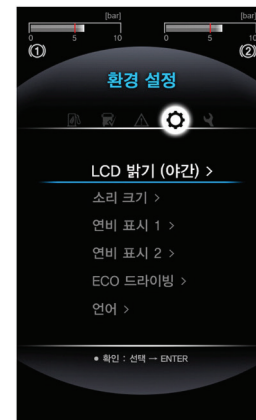 [bar] [bar]
0 5 10 0 5 10
(1) (2)
환경 설정
LCD 밝기 (야간) >
소리 크기 >
연비 표시 1 >
연비 표시 2 >
ECO 드라이빙 >
언어 >
● 확인 : 선택 → ENTER